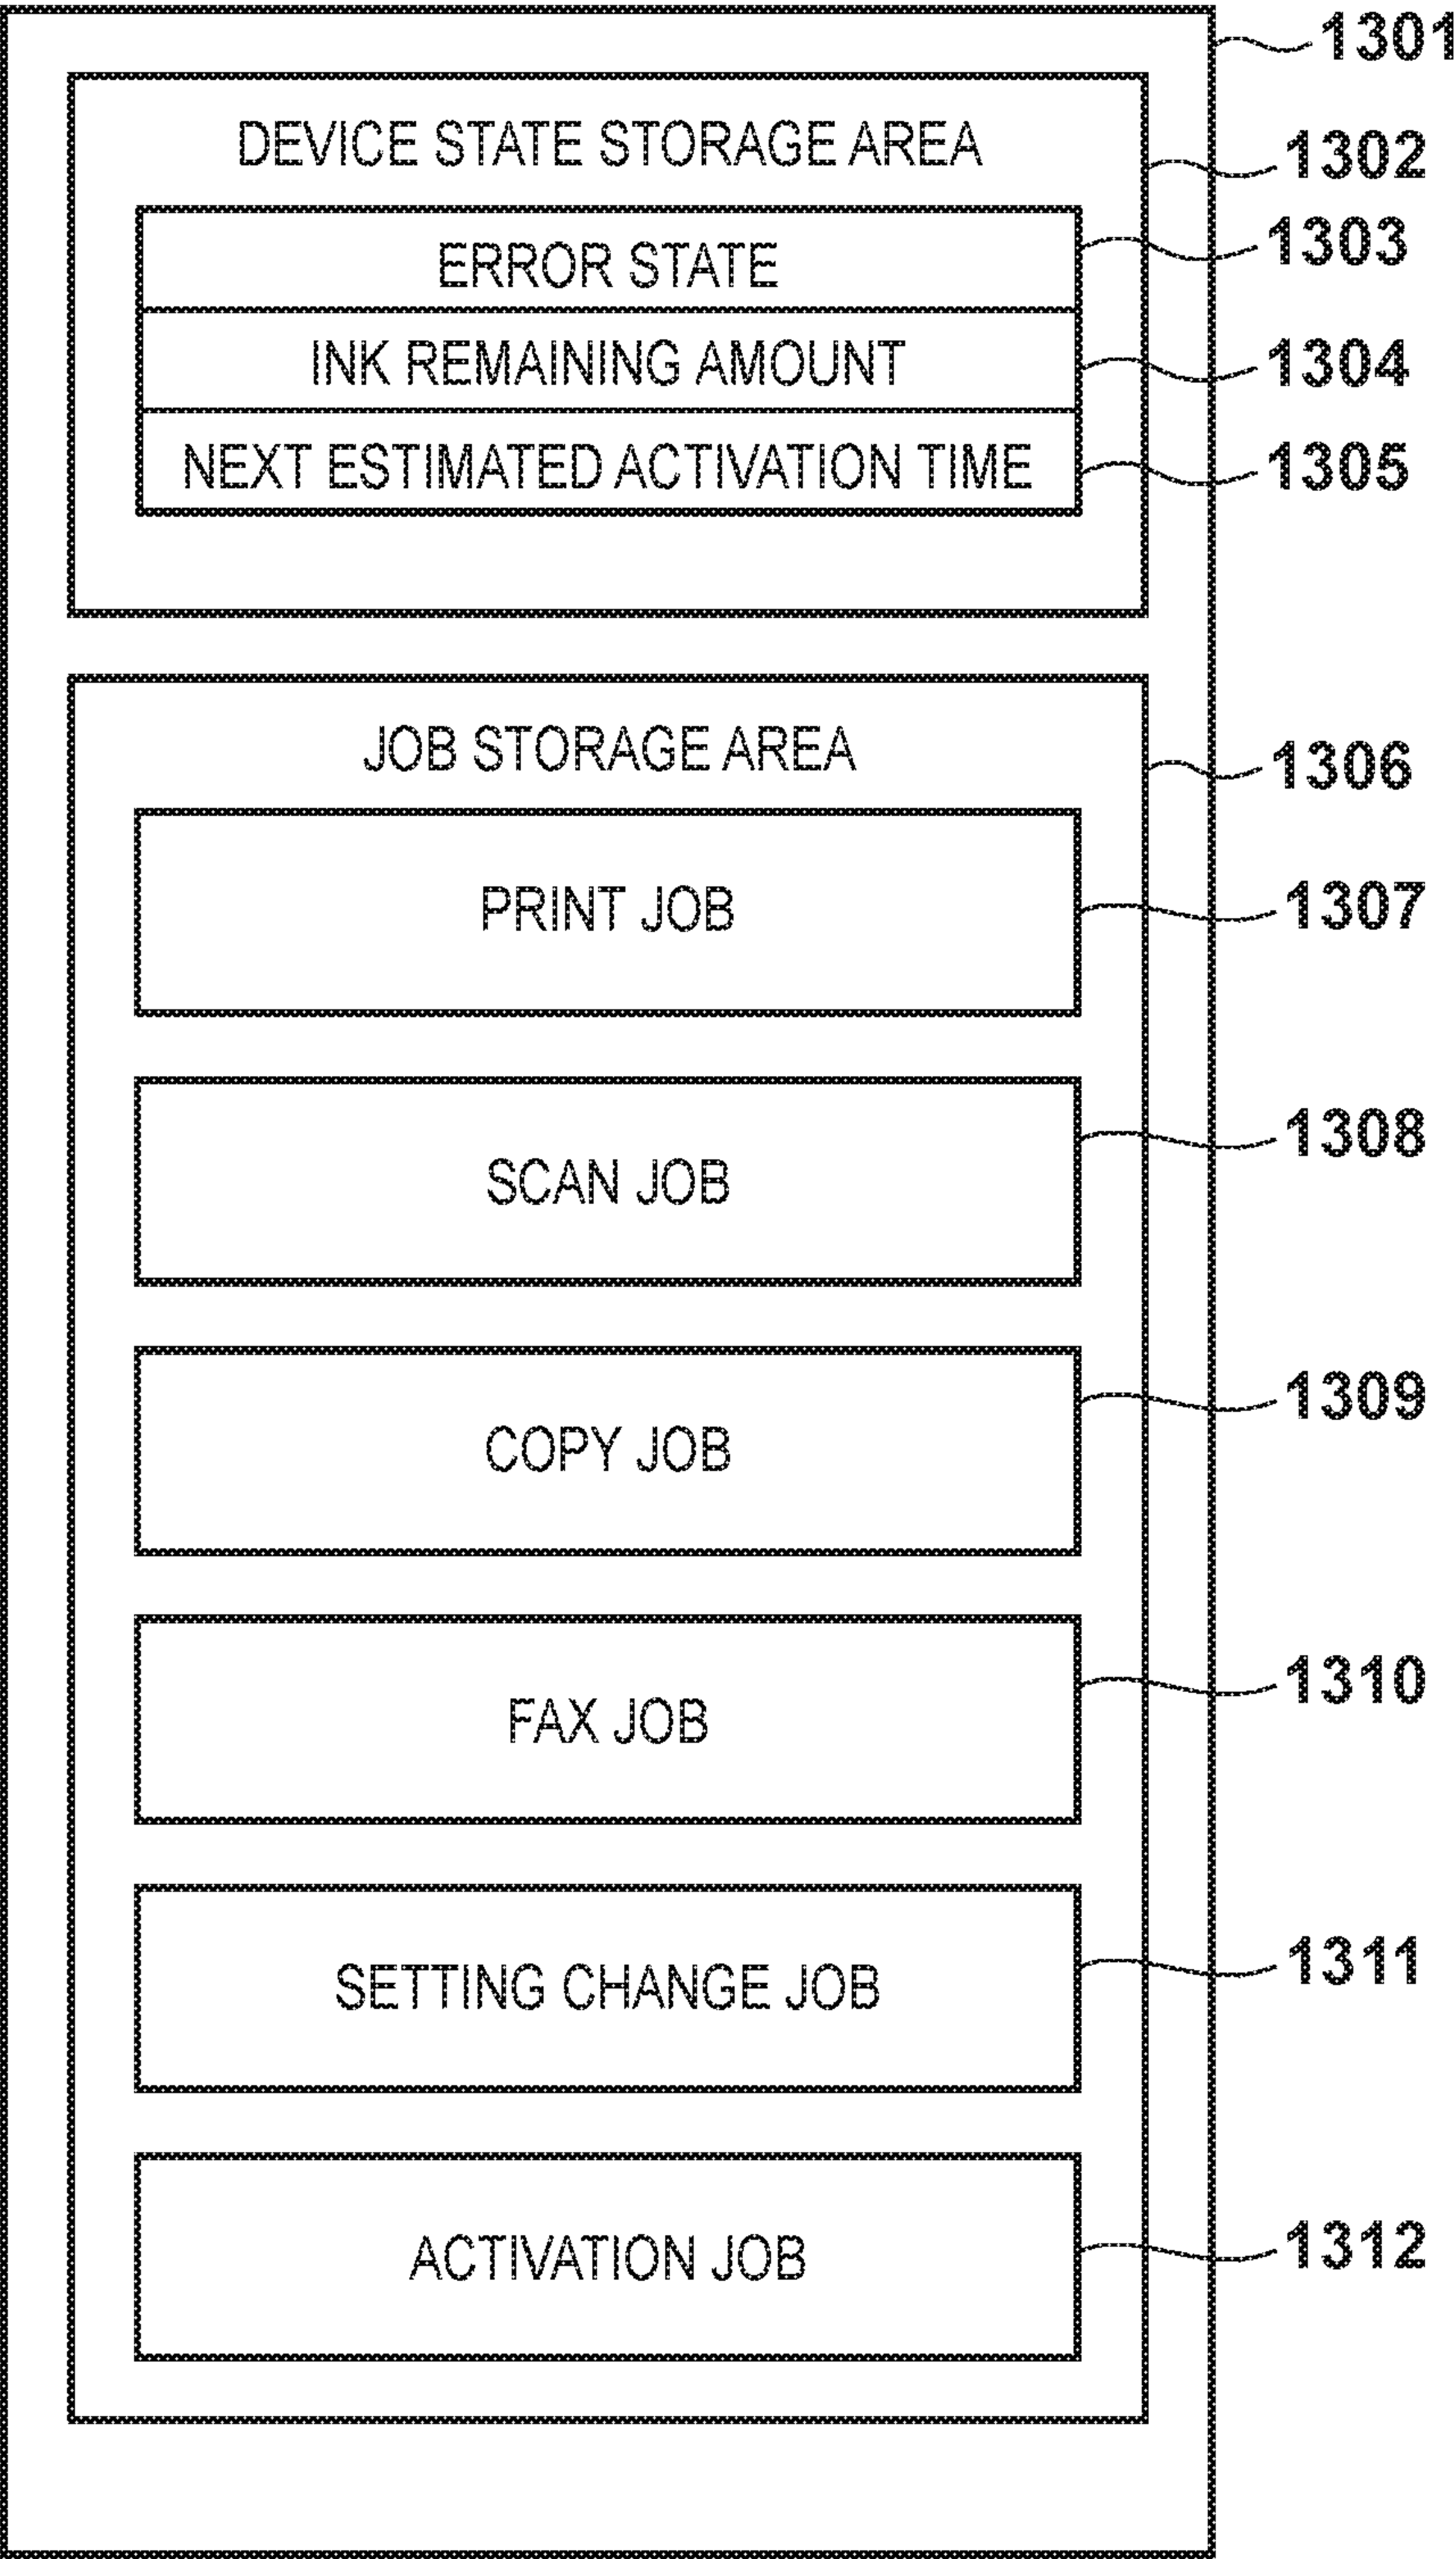 1301
DEVICE STATE STORAGE AREA 1302
ERROR STATE 1303
INK REMAINING AMOUNT 1304
NEXT ESTIMATED ACTIVATION TIME 1305
JOB STORAGE AREA 1306
PRINT JOB 1307
SCAN JOB 1308
COPY JOB 1309
FAX JOB 1310
SETTING CHANGE JOB 1311
ACTIVATION JOB 1312